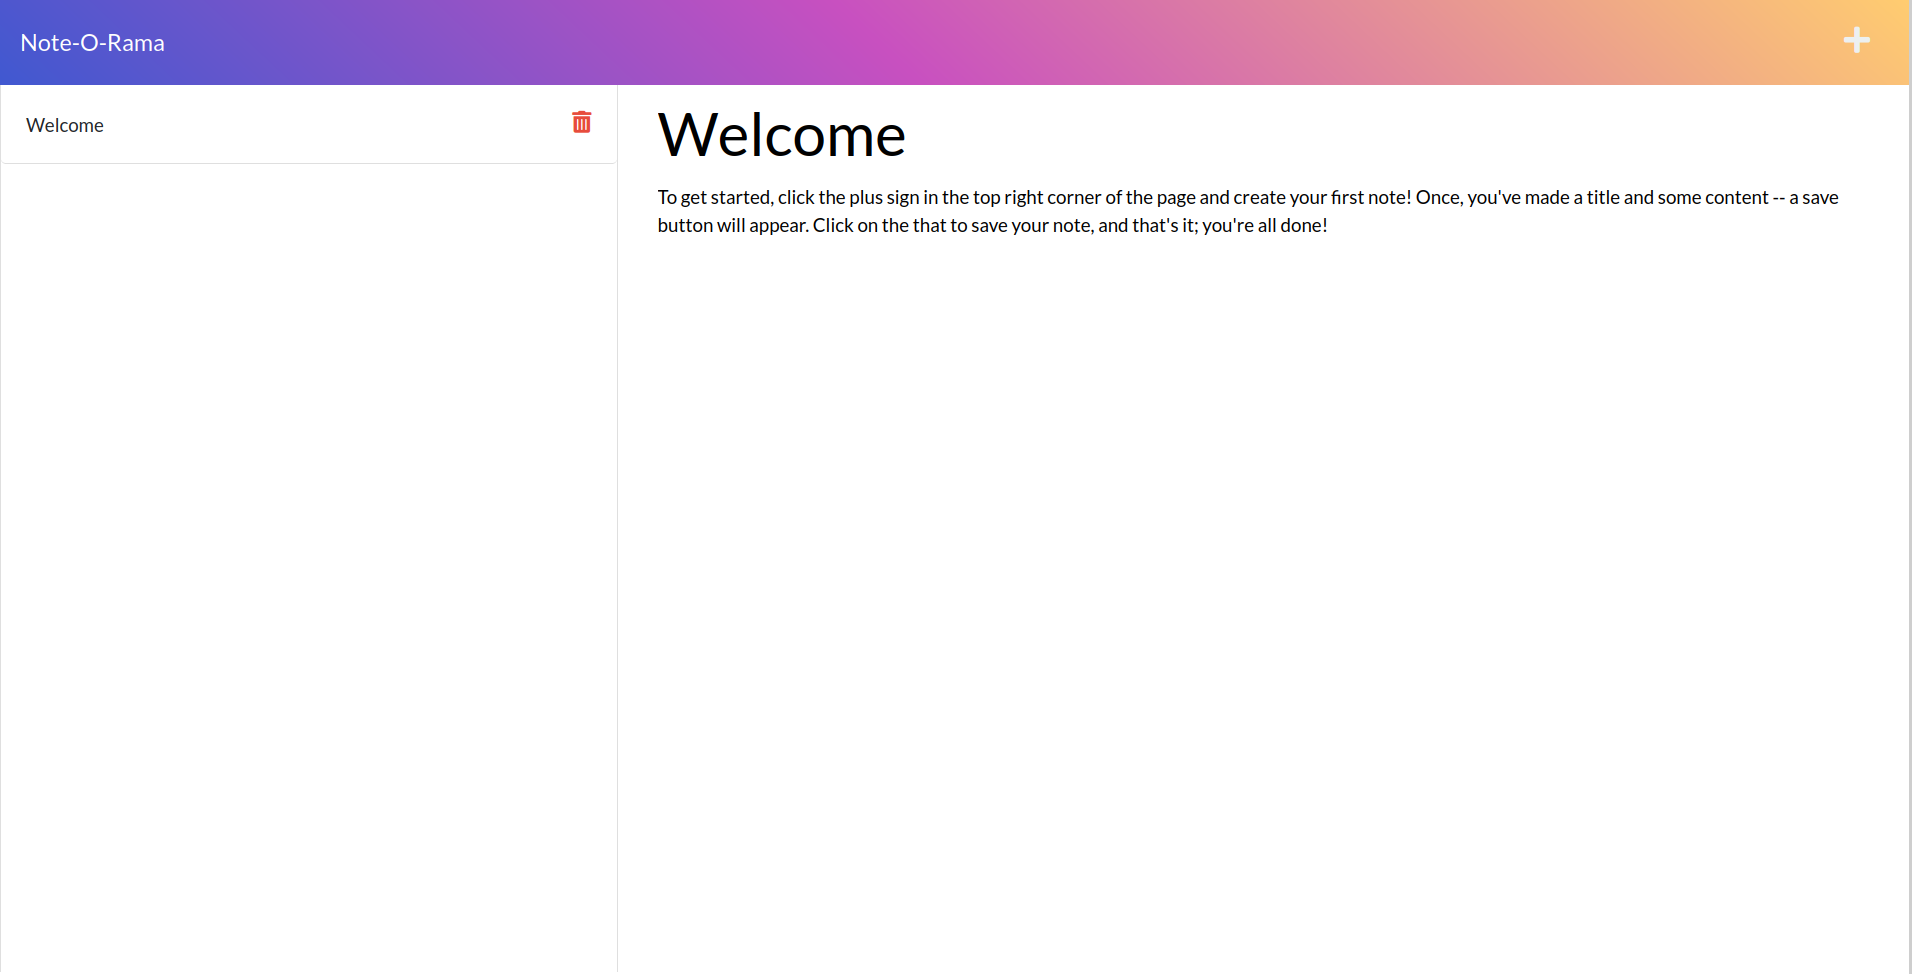 Note-O-Rama
Welcome
Welcome
To get started, click the plus sign in the top right corner of the page and create your first note! Once, you've made a title and some content -- a save
button will appear. Click on the that to save your note, and that's it; you're all done!